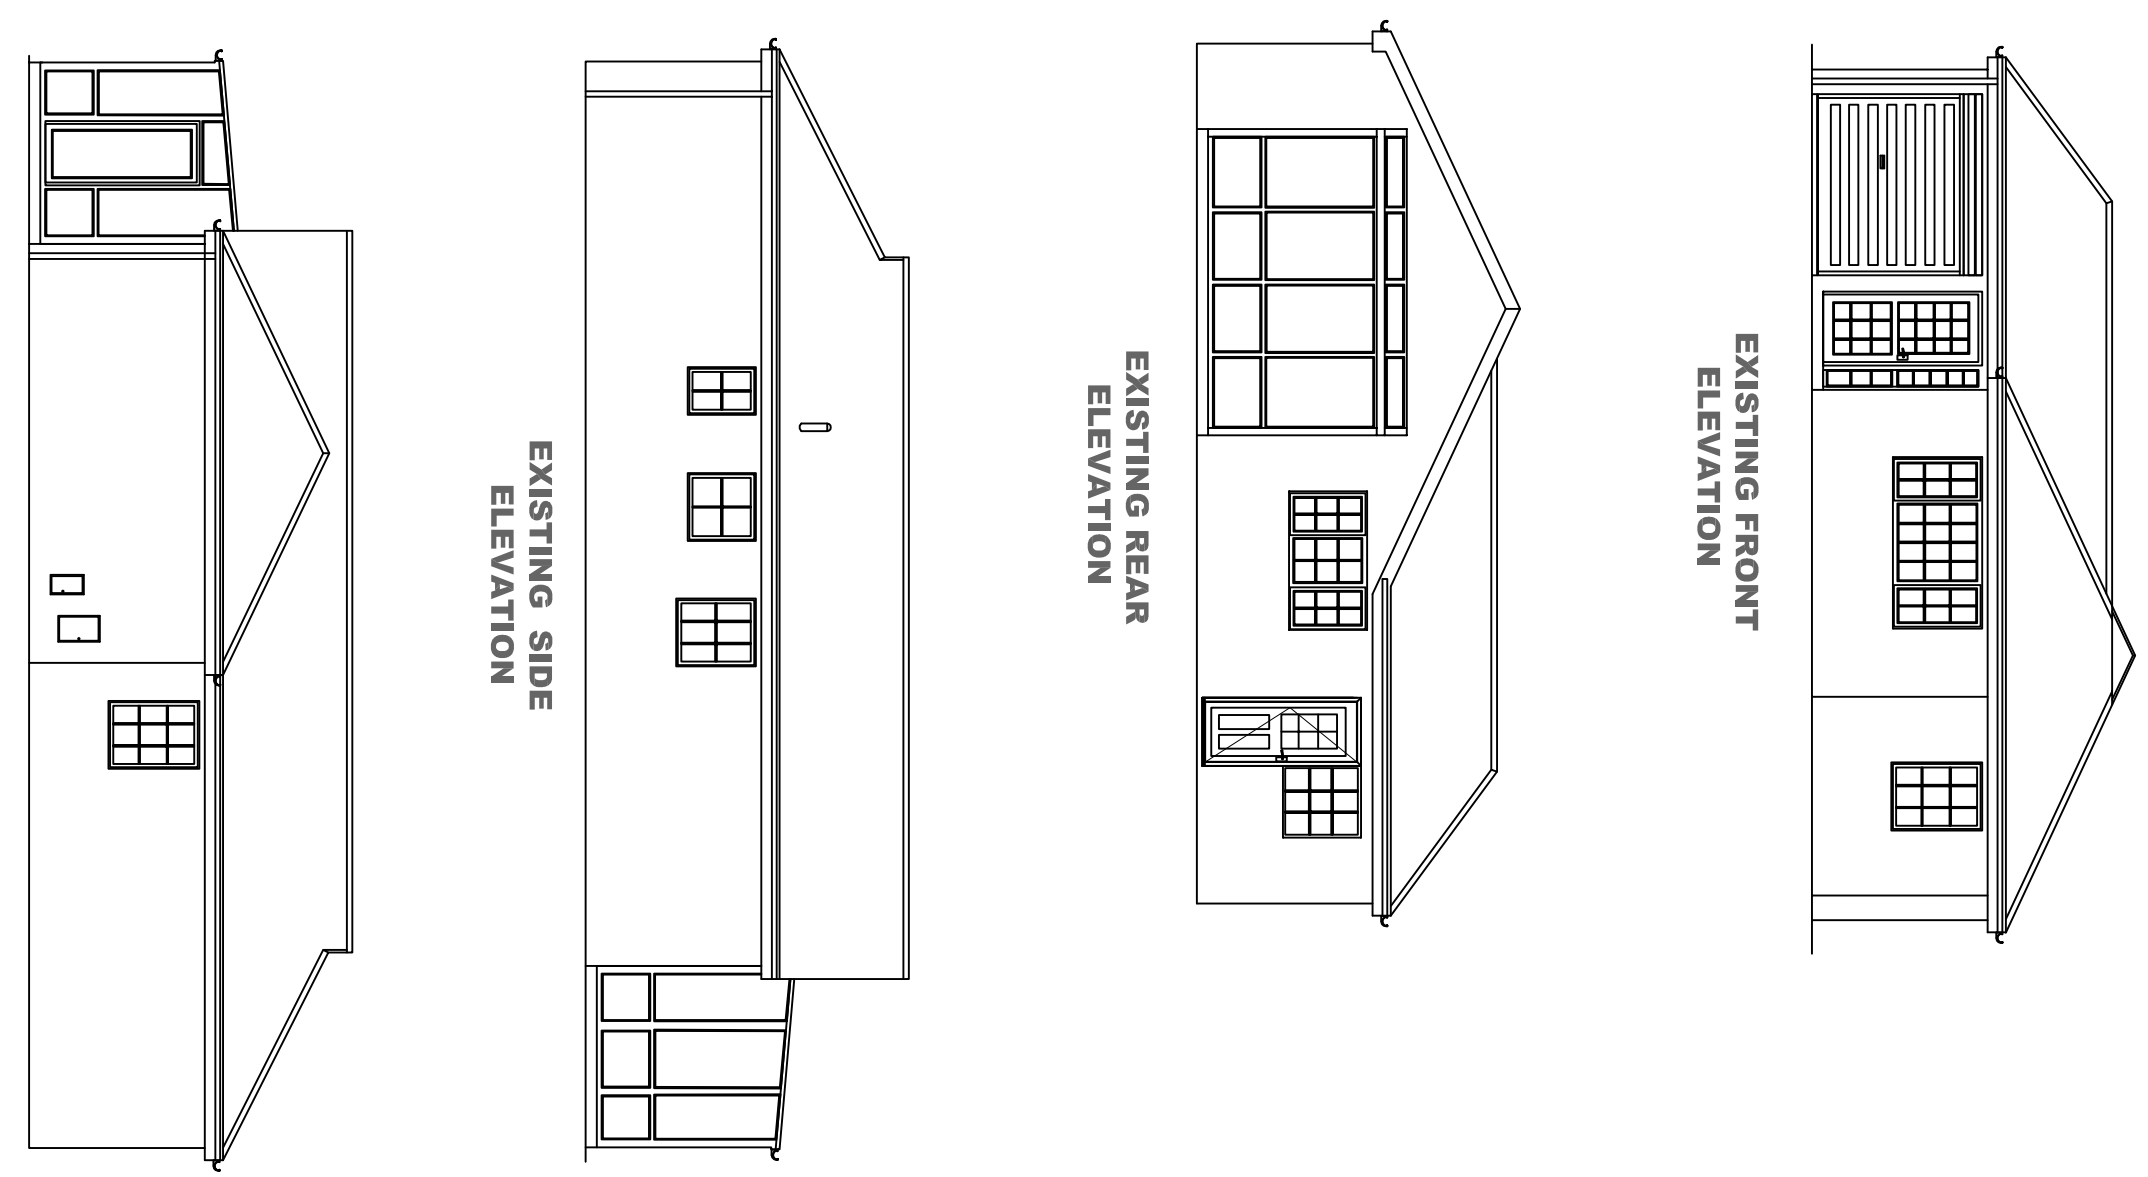 EXISTING SIDE
ELEVATION
EXISTING REAR
ELEVATION
EXISTING FRONT
ELEVATION